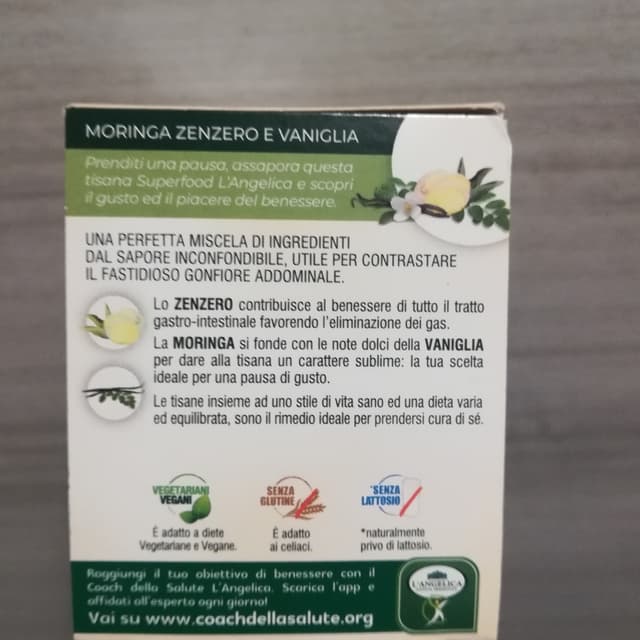 MORINGA ZENZERO E VANIGLIA
Prenditi una pausa, assapora questa
tisana Superfood L'Angelica e scopri
il gusto ed il piacere del benessere.
UNA PERFETTA MISCELA DI INGREDIENTI
DAL SAPORE INCONFONDIBILE, UTILE PER CONTRASTARE
IL FASTIDIOSO GONFIORE ADDOMINALE.
Lo ZENZERO contribuisce al benessere di tutto il tratto
gastro-intestinale favorendo l'eliminazione dei gas.
La MORINGA si fonde con le note dolci della VANIGLIA
per dare alla tisana un carattere sublime: la tua scelta
ideale per una pausa di gusto.
Le tisane insieme ad uno stile di vita sano ed una dieta varia
ed equilibrata, sono il rimedio ideale per prendersi cura di sé.
VEGETARIANI
VEGANI
È adatto a diete
Vegetariane e Vegane.
SENZA
GLUTINE
È adatto
ai celiaci.
*SENZA
LATTOSIO
*naturalmente
privo di lattosio.
Raggiungi il tuo obiettivo di benessere con il
Coach della Salute L'Angelica. Scarica l'app e
affidati all'esperto ogni giorno!
Vai su www.coachdellasalute.org
L'ANGELICA